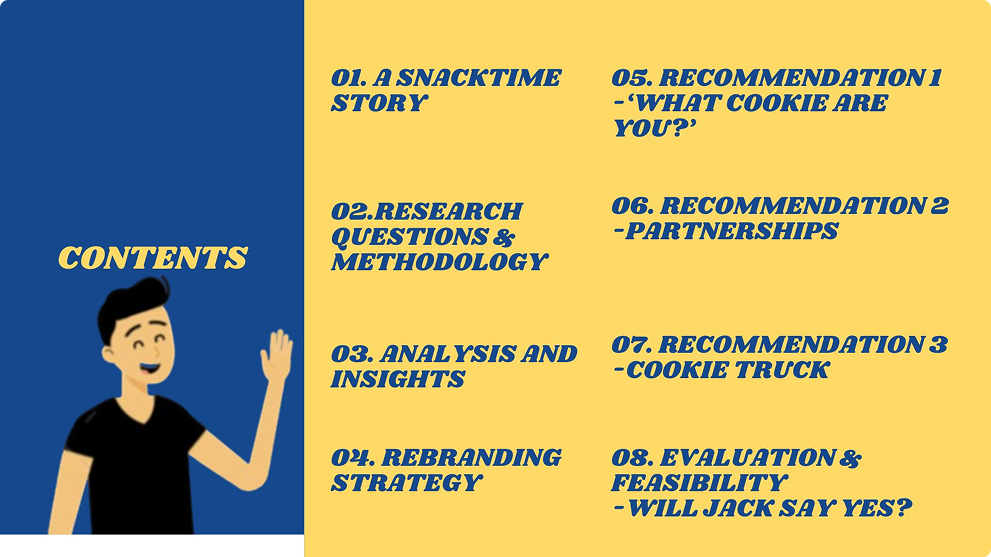 CONTENTS
01. A SNACKTIME
STORY
02.RESEARCH
QUESTIONS &
METHODOLOGY
03. ANALYSIS AND
INSIGHTS
04. REBRANDING
STRATEGY
05. RECOMMENDATION 1
-‘WHAT COOKIE ARE
YOU?’
06. RECOMMENDATION 2
-PARTNERSHIPS
07. RECOMMENDATION 3
-COOKIE TRUCK
08. EVALUATION &
FEASIBILITY
-WILL JACK SAY YES?